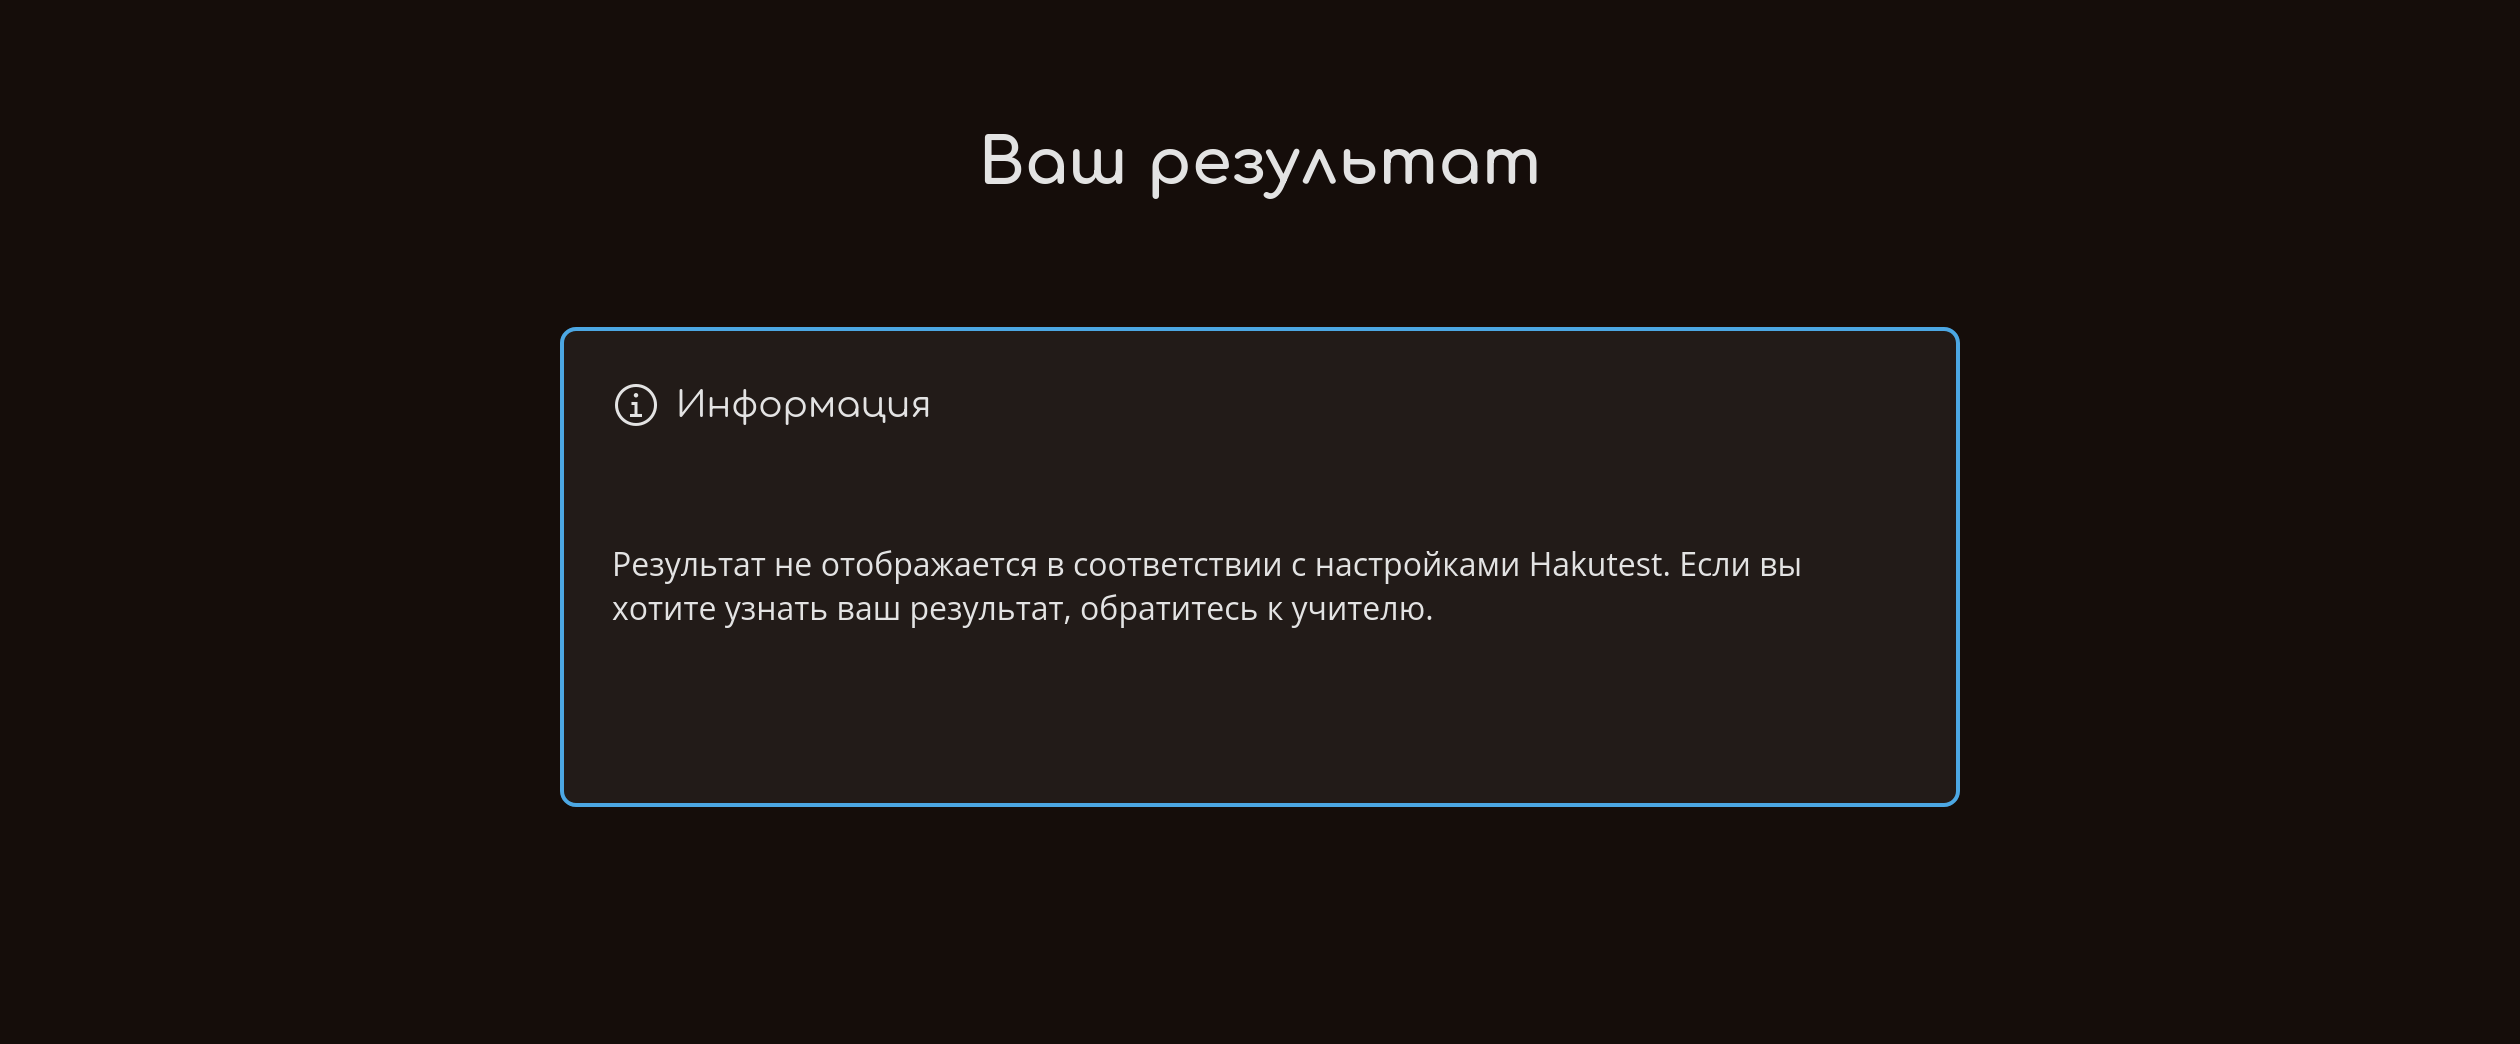 Ваш результат
Информация
Результат не отображается в соответствии с настройками Hakutest. Если вы
хотите узнать ваш результат, обратитесь к учителю.